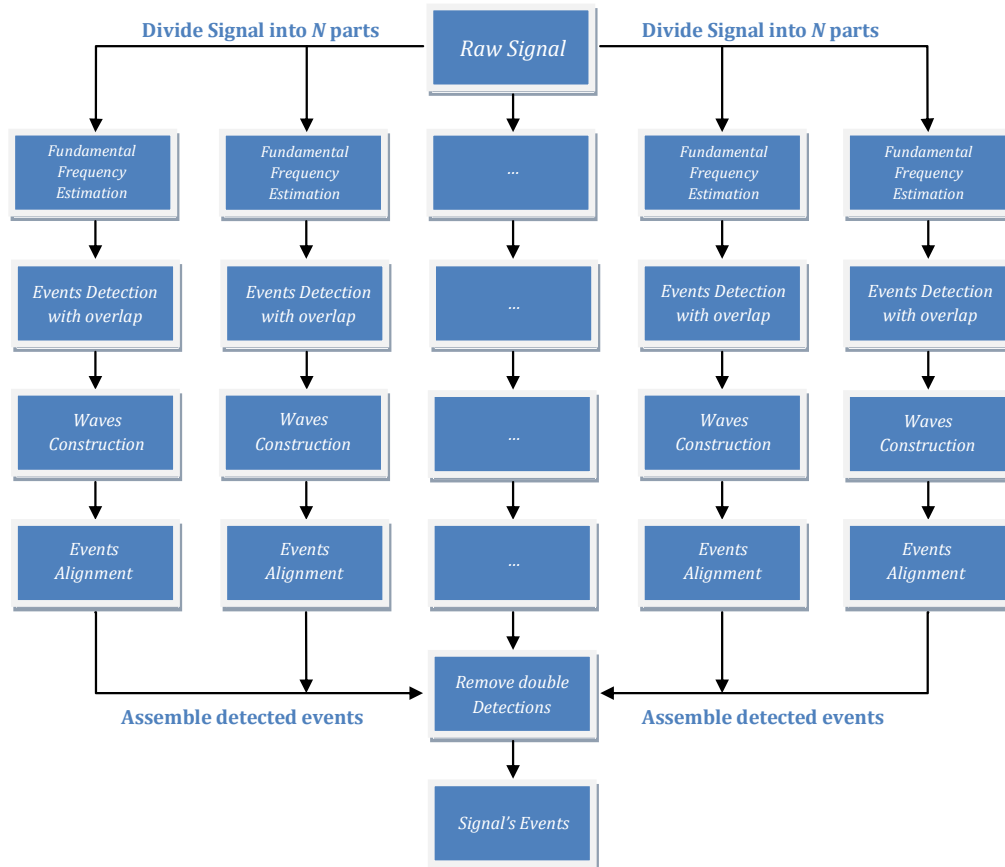 Divide Signal into N parts
Raw Signal
Divide Signal into N parts
Fundamental
Frequency
Estimation
Fundamental
Frequency
Estimation
...
Fundamental
Frequency
Estimation
Fundamental
Frequency
Estimation
Events Detection
with overlap
Events Detection
with overlap
...
Events Detection
with overlap
Events Detection
with overlap
Waves
Construction
Waves
Construction
...
Waves
Construction
Waves
Construction
Events
Alignment
Events
Alignment
...
Events
Alignment
Events
Alignment
Remove double
Detections
Assemble detected events
Assemble detected events
Signal's Events